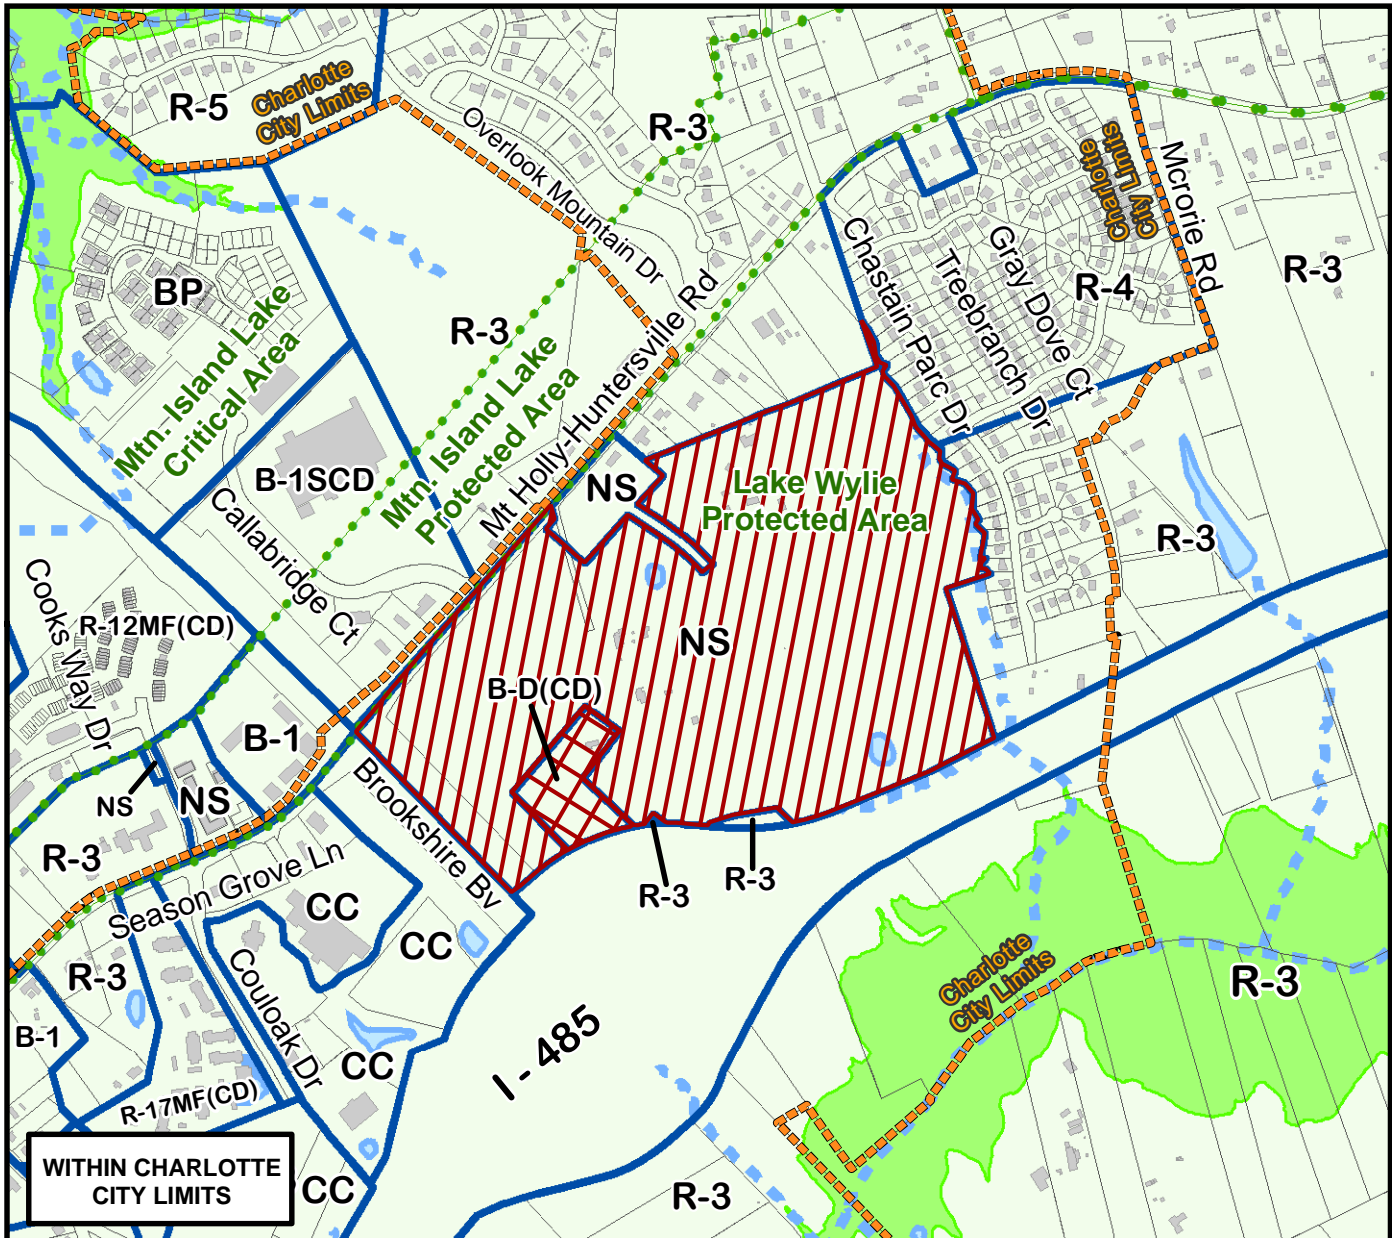 R-5
Charlotte
City Limits
Overlook Mountain Dr
R-3
Charlotte
City Limits
Mcrorie Rd
R-3
Chastain Parc Dr
Treebranch Dr
Gray Dove Ct
R-4
BP
Mtn. Island Lake
Critical Area
R-3
Mtn. Island Lake
Protected Area
Mt Holly-Huntersville Rd
B-1SCD
Callabridge Ct
NS
Lake Wylie
Protected Area
R-3
Cooks Way Dr
R-12MF(CD)
NS
B-D(CD)
B-1
NS
NS
Brookshire Bv
R-3
R-3
R-3
Season Grove Ln
CC
CC
R-3
Couloak Dr
Charlotte
City Limits
R-3
B-1
I - 485
CC
R-17MF(CD)
WITHIN CHARLOTTE
CITY LIMITS
CC
R-3